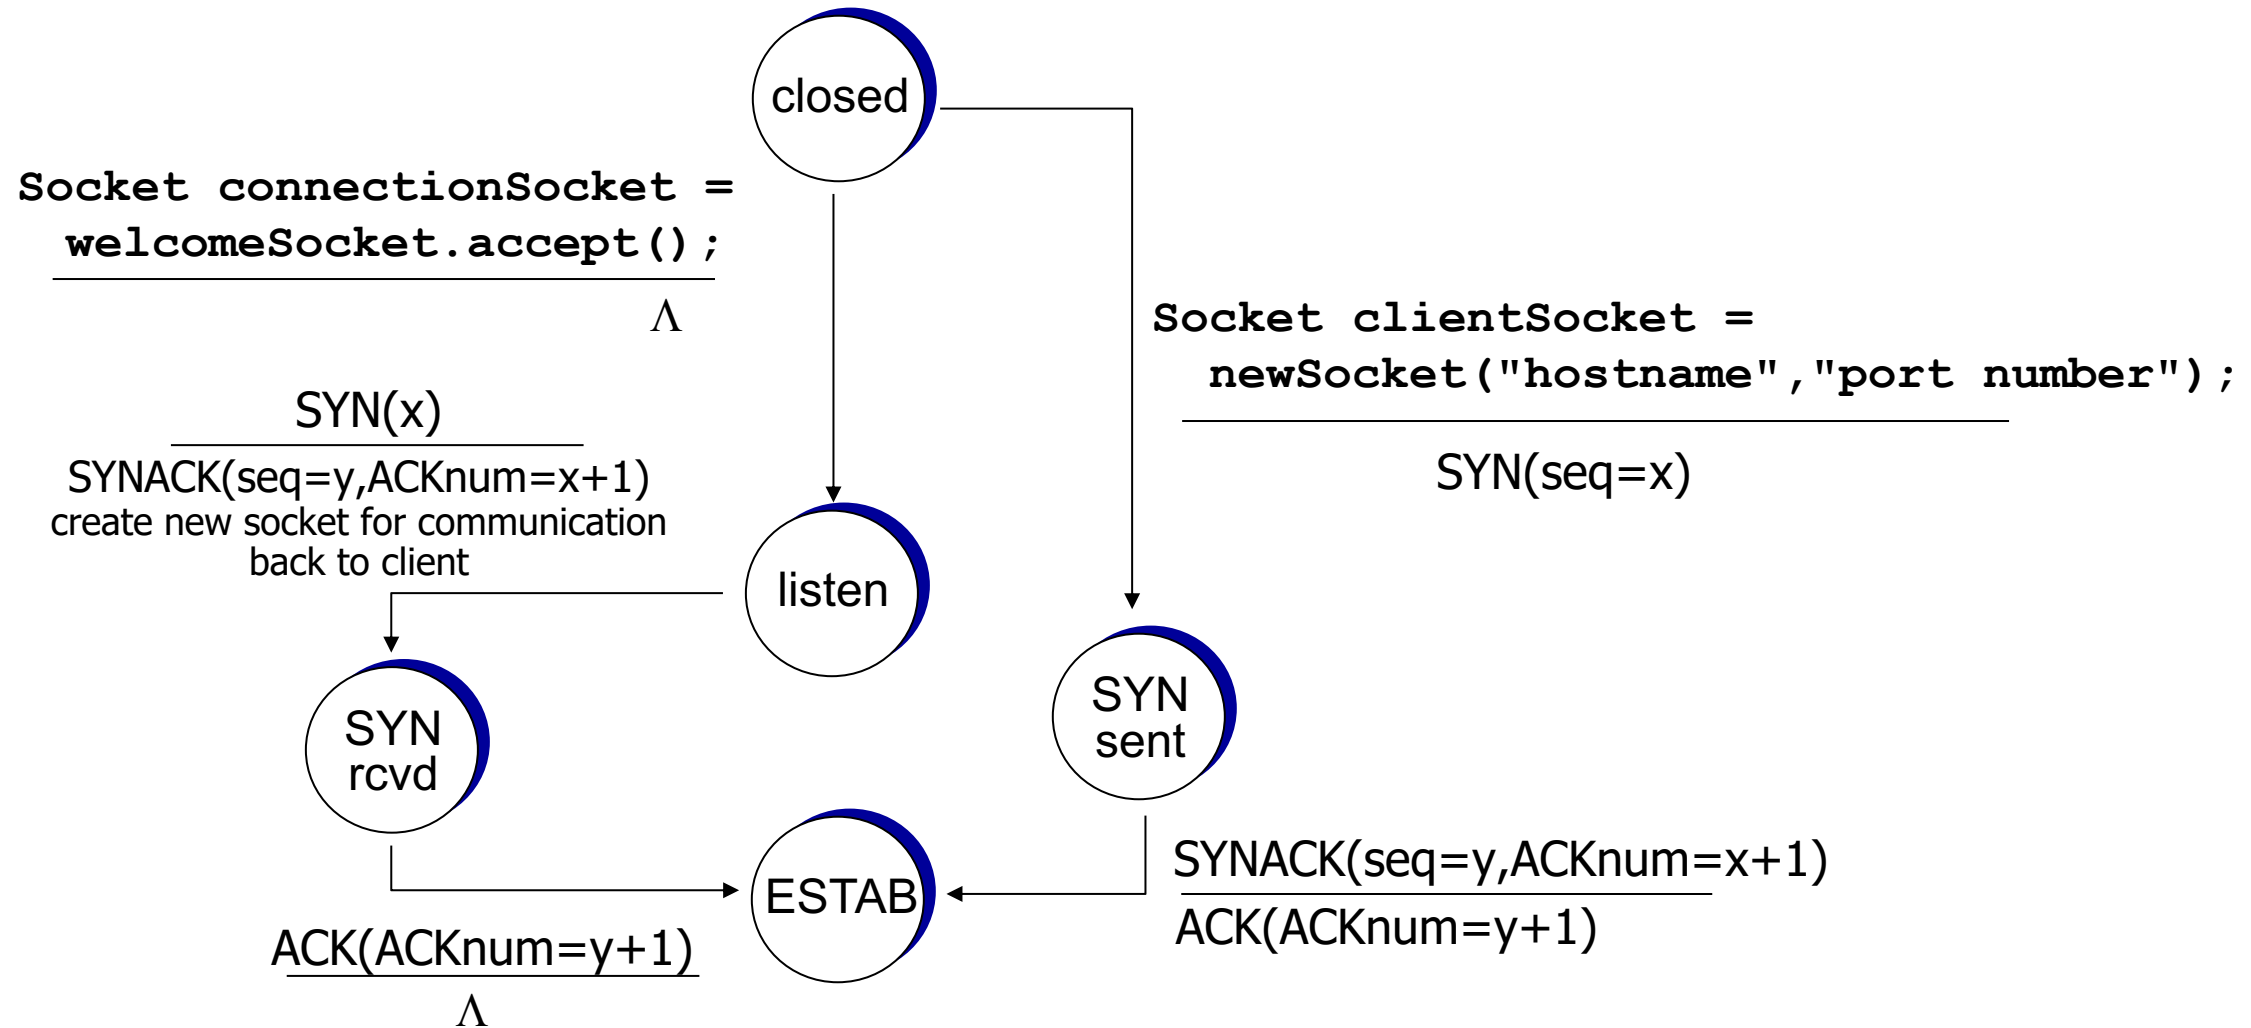 closed
Socket connectionSocket =
welcomeSocket.accept();
Λ
Socket clientSocket =
newSocket("hostname","port number");
SYN(seq=x)
SYN(x)
SYNACK(seq=y,ACKnum=x+1)
create new socket for communication
back to client
listen
SYN
rcvd
SYN
sent
ESTAB
SYNACK(seq=y,ACKnum=x+1)
ACK(ACKnum=y+1)
ACK(ACKnum=y+1)
Λ